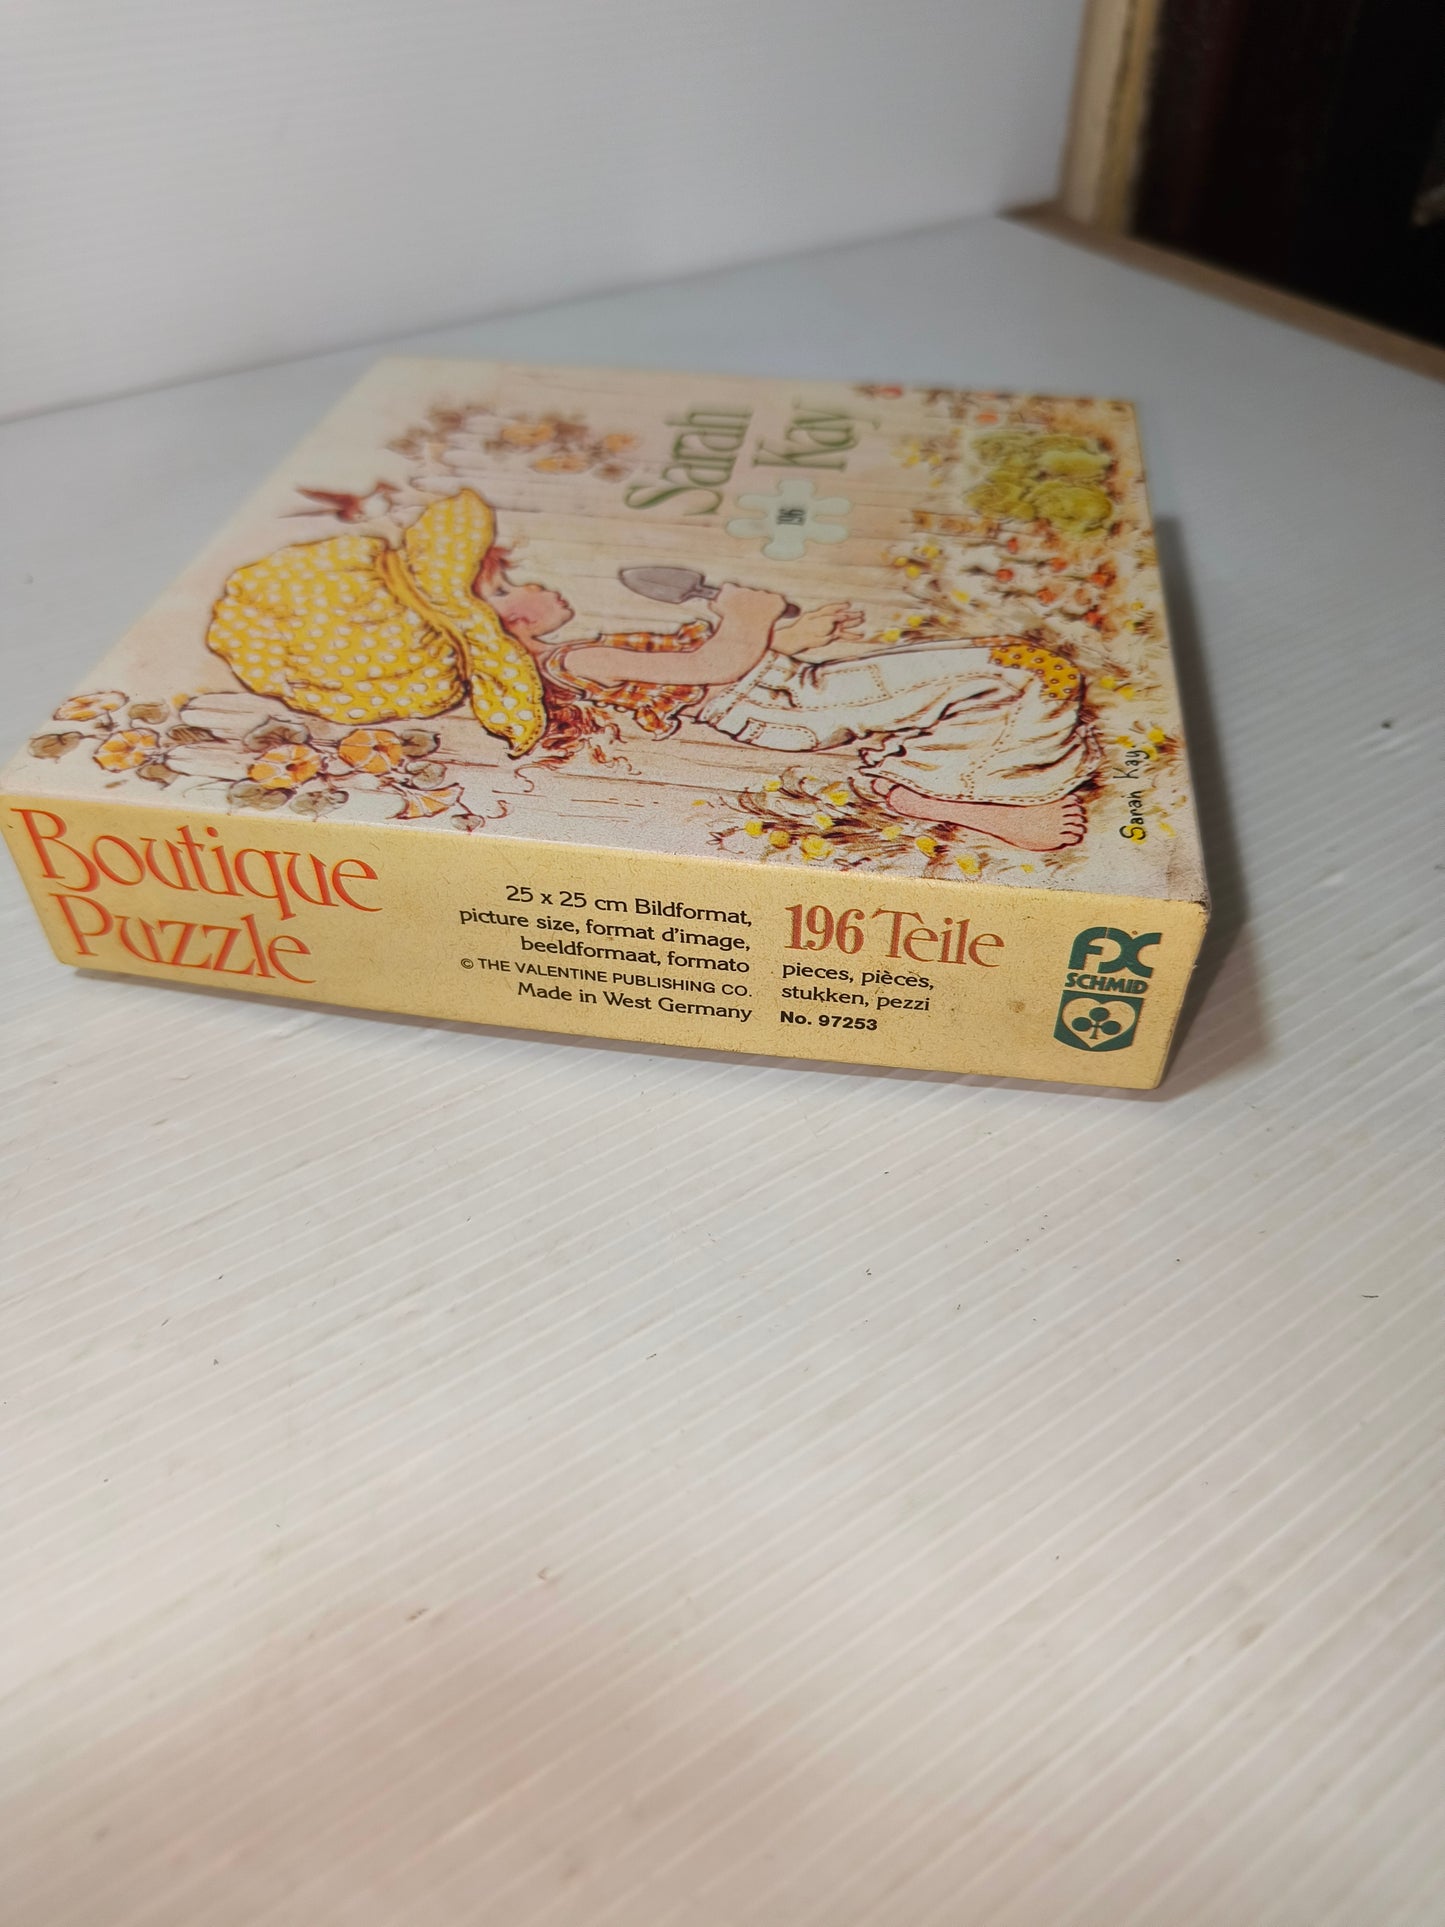 Sarah
Kay
196
Sarah Kay.
Boutique
Puzzle
25 x 25 cm Bildformat,
picture size, format d'image,
beeldformaat, formato
© THE VALENTINE PUBLISHING CO.
Made in West Germany
196 Teile
pieces, pièces,
stukken, pezzi
No. 97253
FX
SCHMID